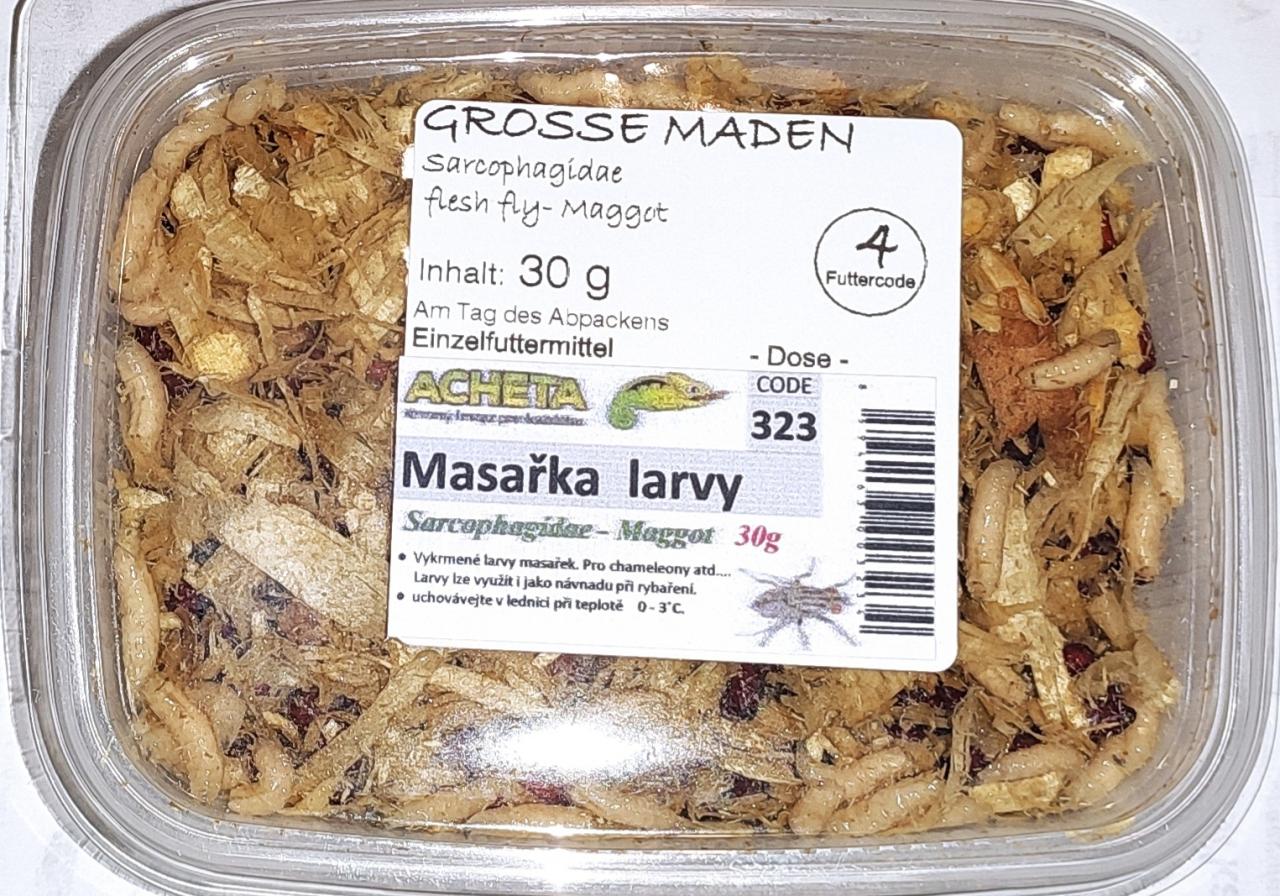 GROSSE MADEN
Sarcophagidae
flesh fly- Maggot
4
Futtercode
Inhalt: 30 g
Am Tag des Abpackens
Einzelfuttermittel
- Dose -
ACHETA
CODE
323
Masařka larvy
Sarcophagidae - Maggot 30g
• Vykrmené larvy masařek. Pro chameleony atd....
Larvy lze využít i jako návnadu při rybaření.
• uchovávejte v lednici při teplotě 0 - 3°C.